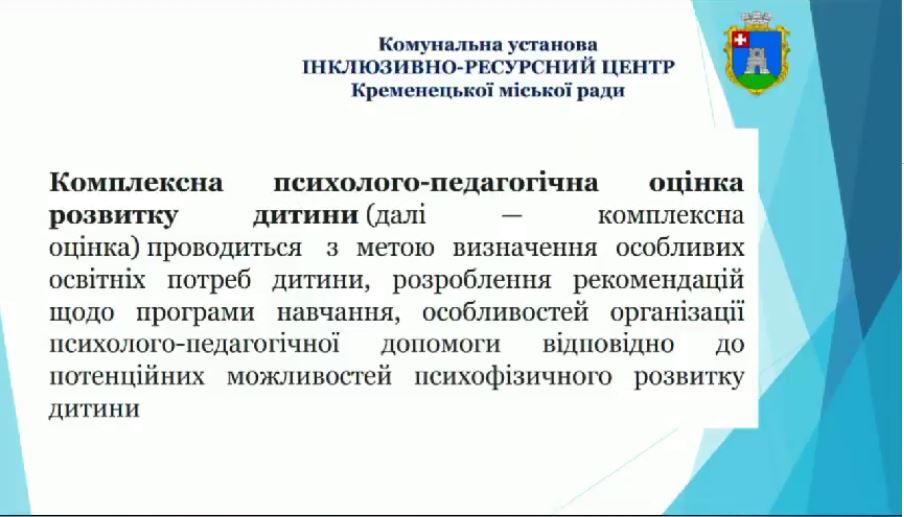 Комунальна установа
ІНКЛЮЗИВНО-РЕСУРСНИЙ ЦЕНТР
Кременецької міської ради
Комплексна психолого-педагогічна оцінка
розвитку дитини (далі — комплексна
оцінка) проводиться з метою визначення особливих
освітніх потреб дитини, розроблення рекомендацій
щодо програми навчання, особливостей організації
психолого-педагогічної допомоги відповідно до
потенційних можливостей психофізичного розвитку
дитини